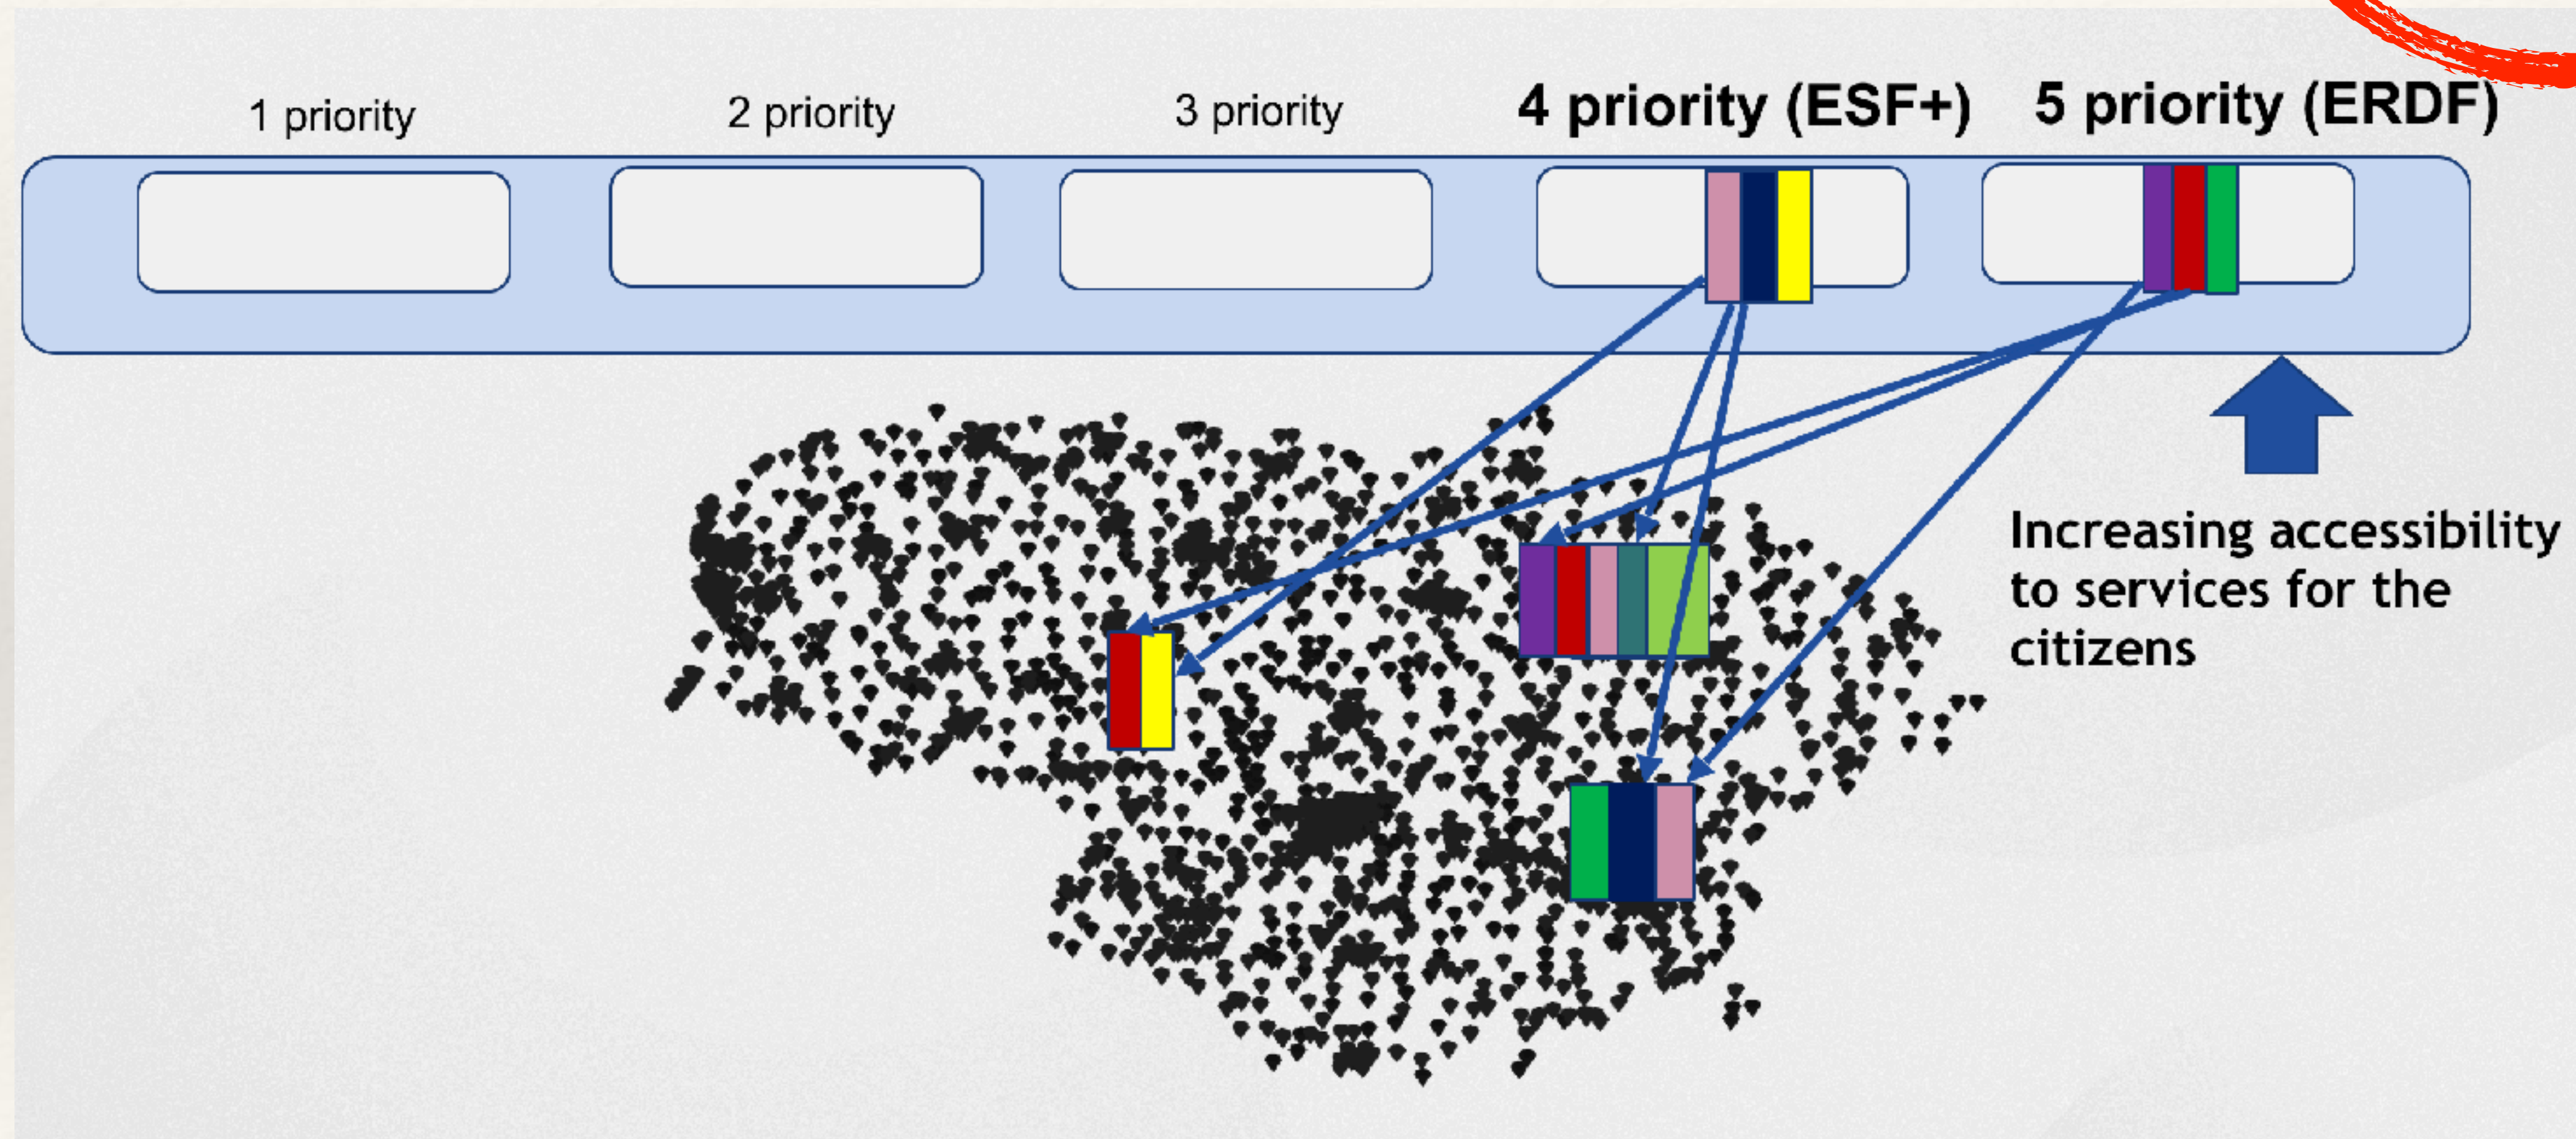 1 priority
2 priority
3 priority
4 priority (ESF+)
5 priority (ERDF)
Increasing accessibility
to services for the
citizens